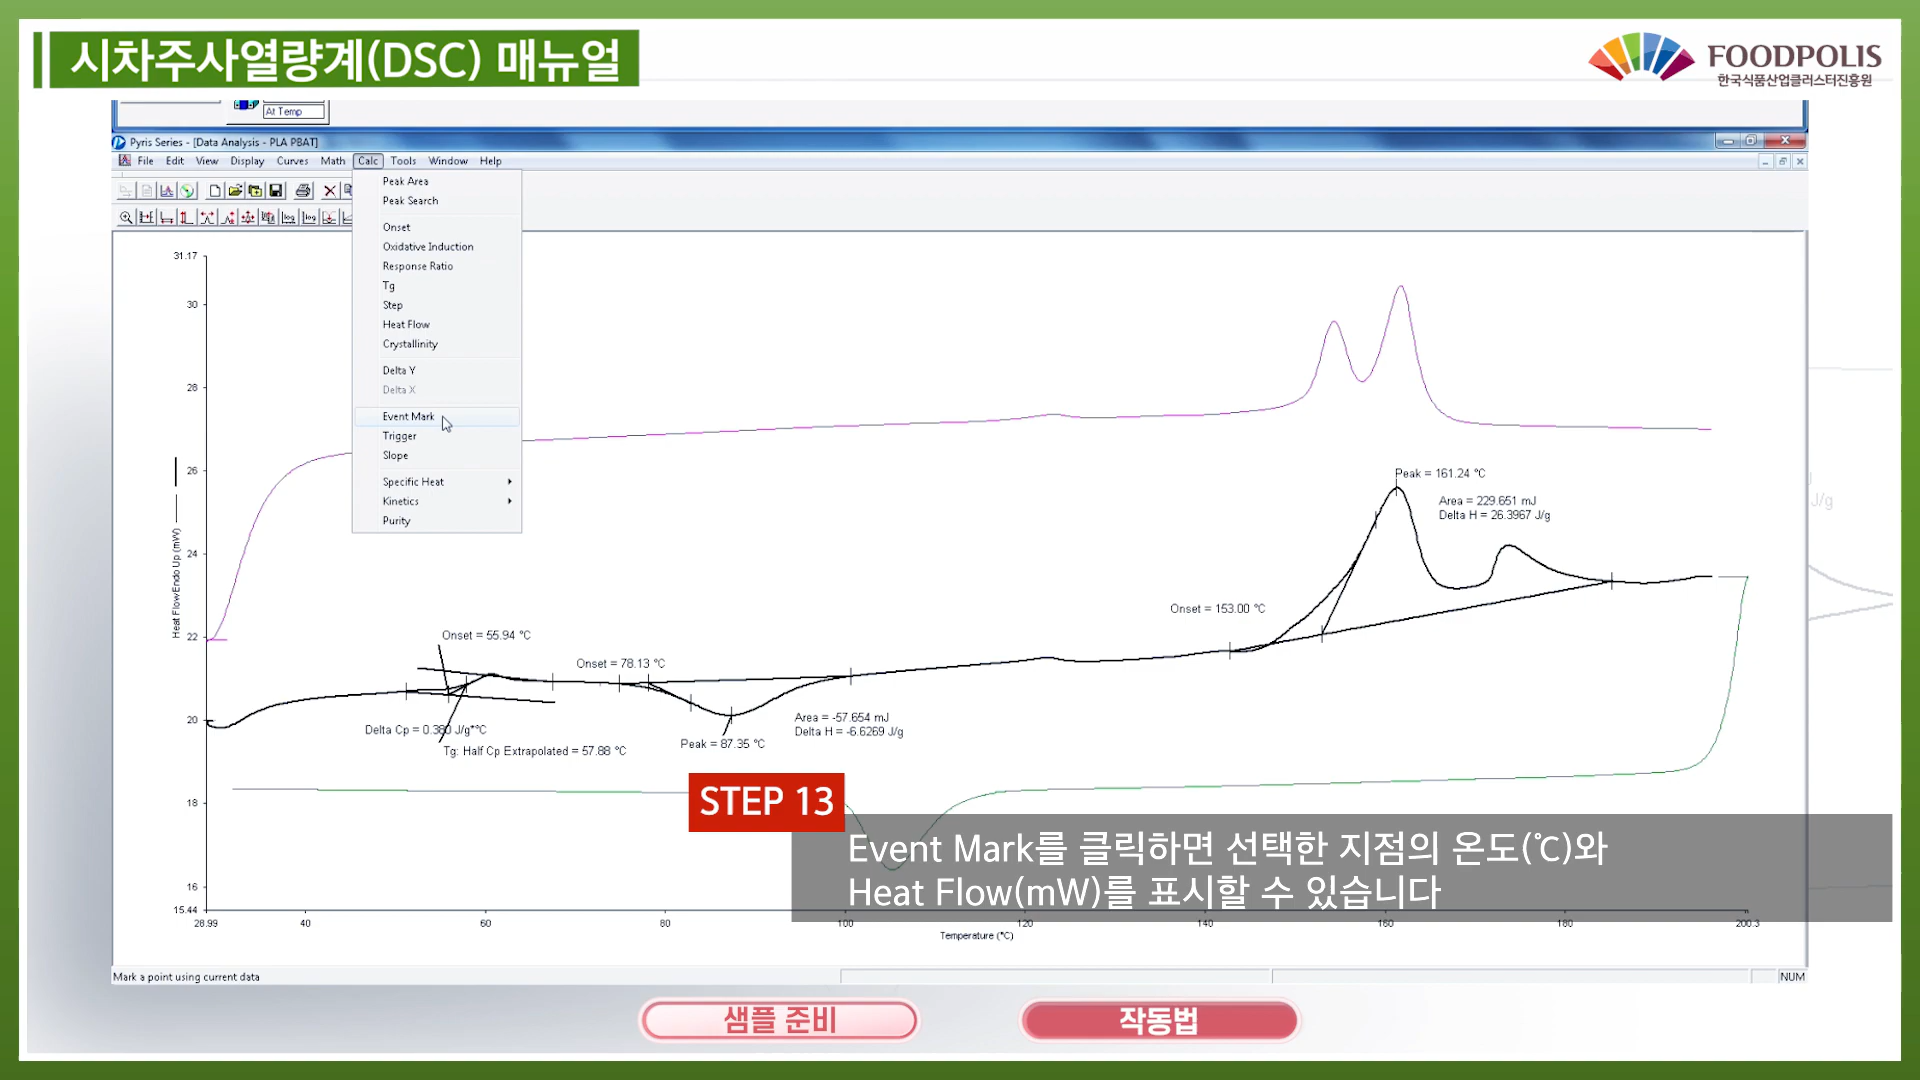 시차주사열량계(DSC) 매뉴얼
FOODPOLIS
한국식품산업클러스터진흥원
At Temp
Pyris Series - [Data Analysis - PLA PBAT]
File Edit View Display Curves Math Calc Tools Window Help
Peak Area
Peak Search
Onset
Oxidative Induction
Response Ratio
Tg
Step
Heat Flow
Crystallinity
Delta Y
Delta X
Event Mark
Trigger
Slope
Specific Heat
Kinetics
Purity
31.17
30
28
26
24
22
20
18
16
15.44
Heat Flow Endo Up (mW)
Peak = 161.24 °C
Area = 229.651 mJ
Delta H = 26.3967 J/g
J/g
Onset = 153.00 °C
Onset = 55.94 °C
Onset = 78.13 °C
Delta Cp = 0.380 J/g*°C
Tg: Half Cp Extrapolated = 57.88 °C
Peak = 87.35 °C
Area = -57.654 mJ
Delta H = -6.6269 J/g
STEP 13
Event Mark를 클릭하면 선택한 지점의 온도(℃)와
Heat Flow(mW)를 표시할 수 있습니다
28.99 40 60 80 100 120 140 160 180 200.3
Temperature (°C)
Mark a point using current data
NUM
샘플 준비
작동법